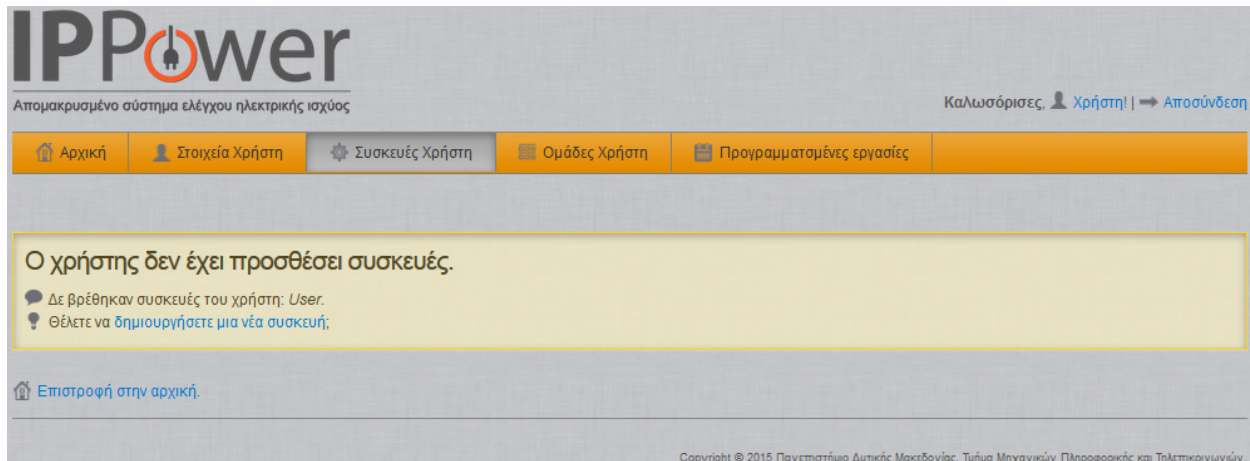 IPPower
Απομακρυσμένο σύστημα ελέγχου ηλεκτρικής ισχύος
Καλωσόρισες, Χρήστη! | Αποσύνδεση
Αρχική Στοιχεία Χρήστη Συσκευές Χρήστη Ομάδες Χρήστη Προγραμματσμένες εργασίες
Ο χρήστης δεν έχει προσθέσει συσκευές.
Δε βρέθηκαν συσκευές του χρήστη: User.
Θέλετε να δημιουργήσετε μια νέα συσκευή;
Επιστροφή στην αρχική.
Copyright © 2015 Πανεπιστήμιο Δυτικής Μακεδονίας, Τμήμα Μηχανικών Πληροφορικής και Τηλεπικοινωνιών.